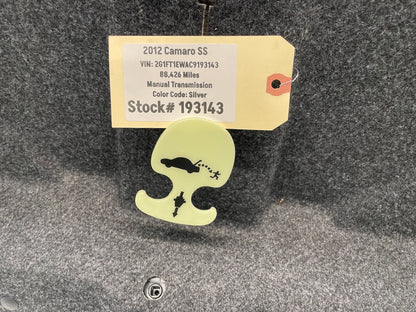 2012 Camaro SS
VIN: 2G1FT1EWAC9193143
88,426 Miles
Manual Transmission
Color Code: Silver
Stock# 193143